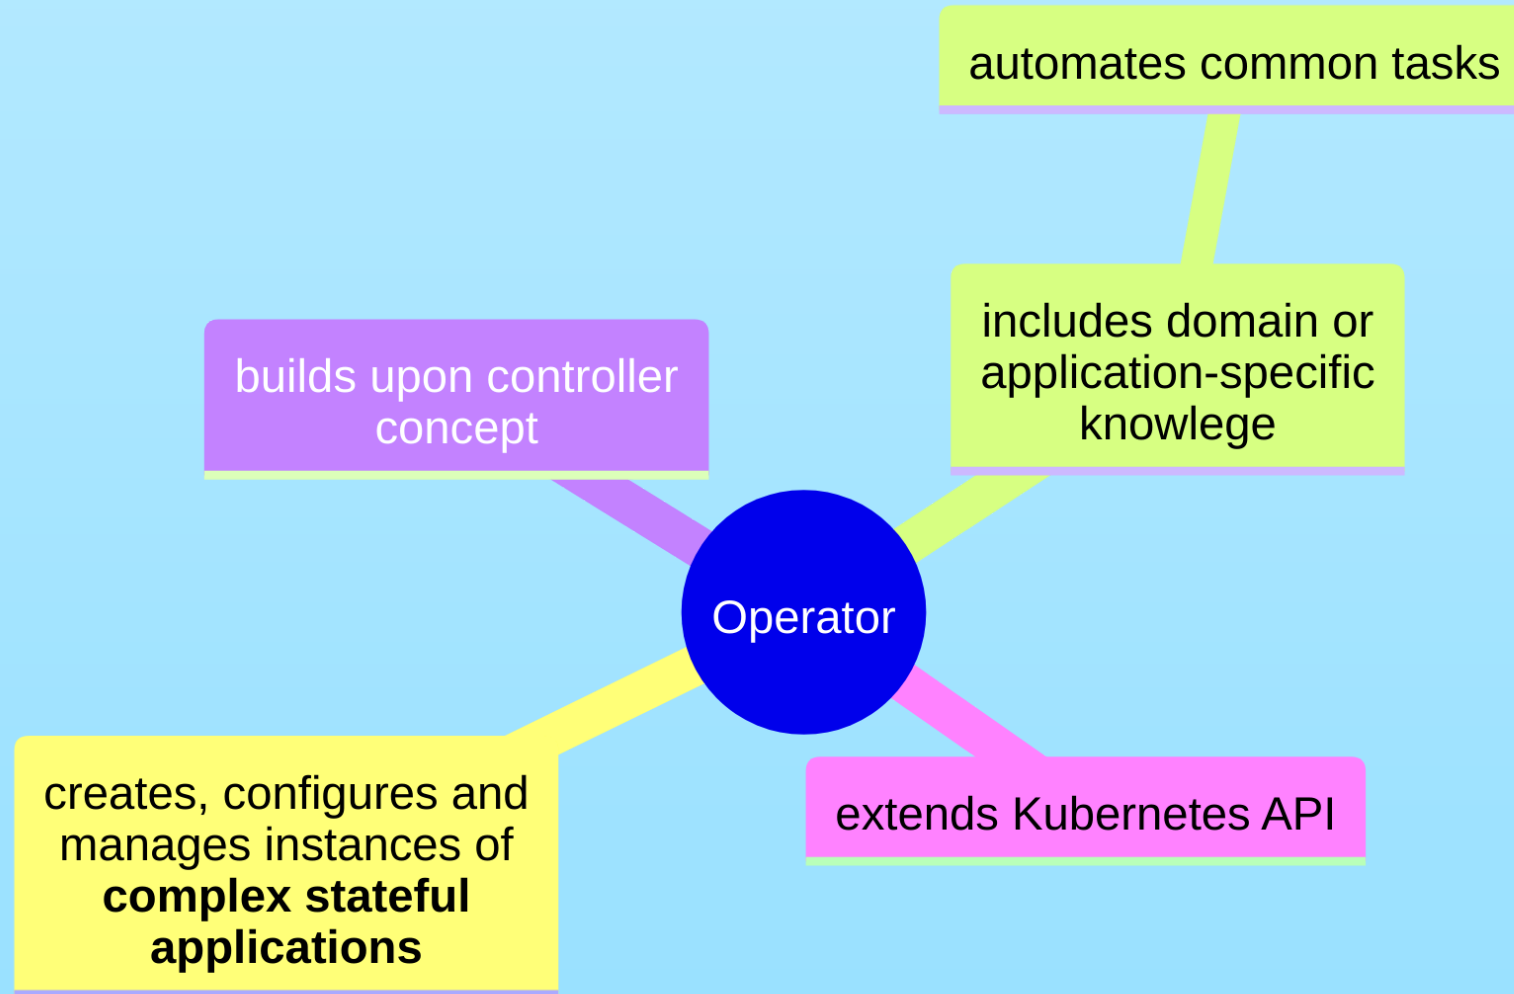 automates common tasks
includes domain or
application-specific
knowlege
builds upon controller
concept
Operator
creates, configures and
manages instances of
complex stateful
applications
extends Kubernetes API